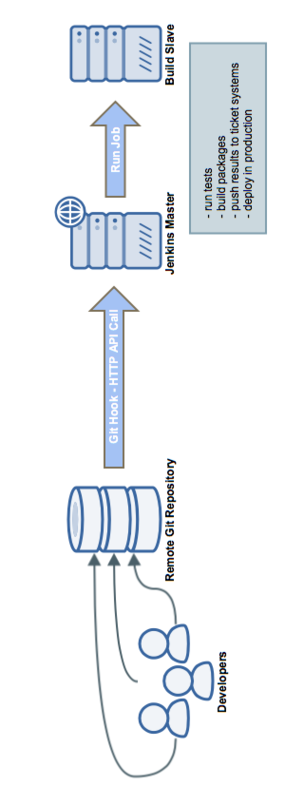 Developers
Remote Git Repository
Git Hook - HTTP API Call
Jenkins Master
Run Job
Build Slave
- run tests
- build packages
- push results to ticket systems
- deploy in production